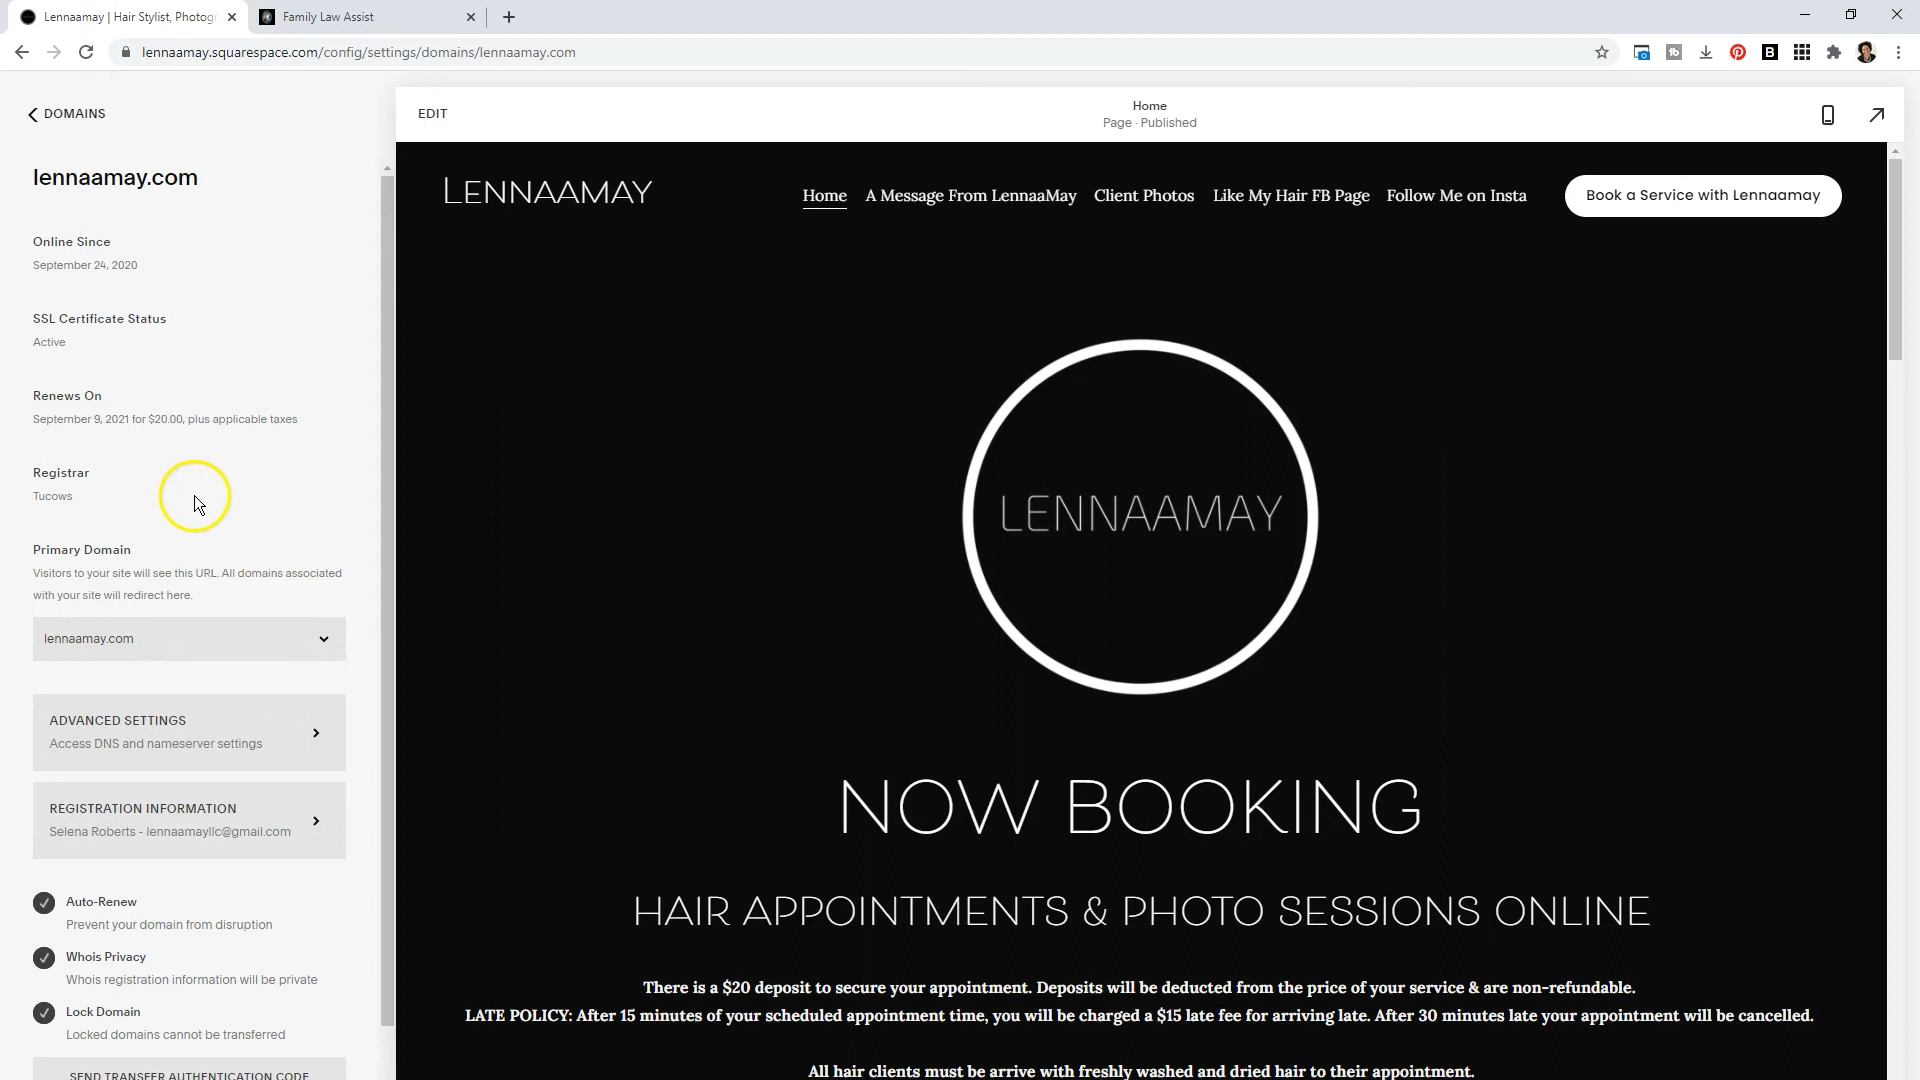 Lennaamay | Hair Stylist, Photogr
Family Law Assist
lennaamay.squarespace.com/config/settings/domains/lennaamay.com
DOMAINS
lennaamay.com
Online Since
September 24, 2020
SSL Certificate Status
Active
Renews On
September 9, 2021 for $20.00, plus applicable taxes
Registrar
Tucows
Primary Domain
Visitors to your site will see this URL. All domains associated
with your site will redirect here.
lennaamay.com
ADVANCED SETTINGS
Access DNS and nameserver settings
REGISTRATION INFORMATION
Selena Roberts - lennaamayllc@gmail.com
Auto-Renew
Prevent your domain from disruption
Whois Privacy
Whois registration information will be private
Lock Domain
Locked domains cannot be transferred
SEND TRANSFER AUTHENTICATION CODE
EDIT
Home
Page · Published
LENNAAMAY
Home A Message From LennaaMay Client Photos Like My Hair FB Page Follow Me on Insta
Book a Service with Lennaamay
LENNAAMAY
NOW BOOKING
HAIR APPOINTMENTS & PHOTO SESSIONS ONLINE
There is a $20 deposit to secure your appointment. Deposits will be deducted from the price of your service & are non-refundable.
LATE POLICY: After 15 minutes of your scheduled appointment time, you will be charged a $15 late fee for arriving late. After 30 minutes late your appointment will be cancelled.
All hair clients must be arrive with freshly washed and dried hair to their appointment.